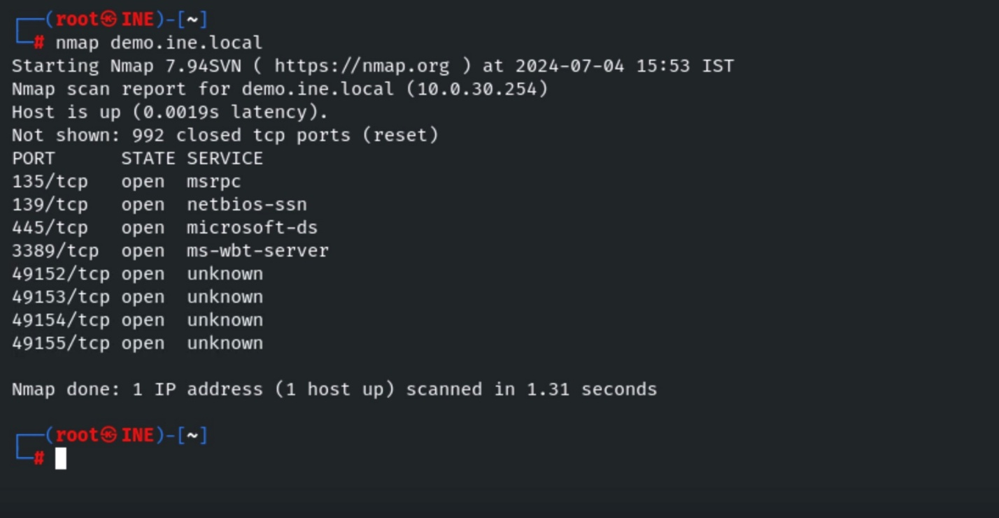 ┌──(root㉿INE)-[~]
└─# nmap demo.ine.local
Starting Nmap 7.94SVN ( https://nmap.org ) at 2024-07-04 15:53 IST
Nmap scan report for demo.ine.local (10.0.30.254)
Host is up (0.0019s latency).
Not shown: 992 closed tcp ports (reset)
PORT      STATE SERVICE
135/tcp   open  msrpc
139/tcp   open  netbios-ssn
445/tcp   open  microsoft-ds
3389/tcp  open  ms-wbt-server
49152/tcp open  unknown
49153/tcp open  unknown
49154/tcp open  unknown
49155/tcp open  unknown
Nmap done: 1 IP address (1 host up) scanned in 1.31 seconds
┌──(root㉿INE)-[~]
└─#